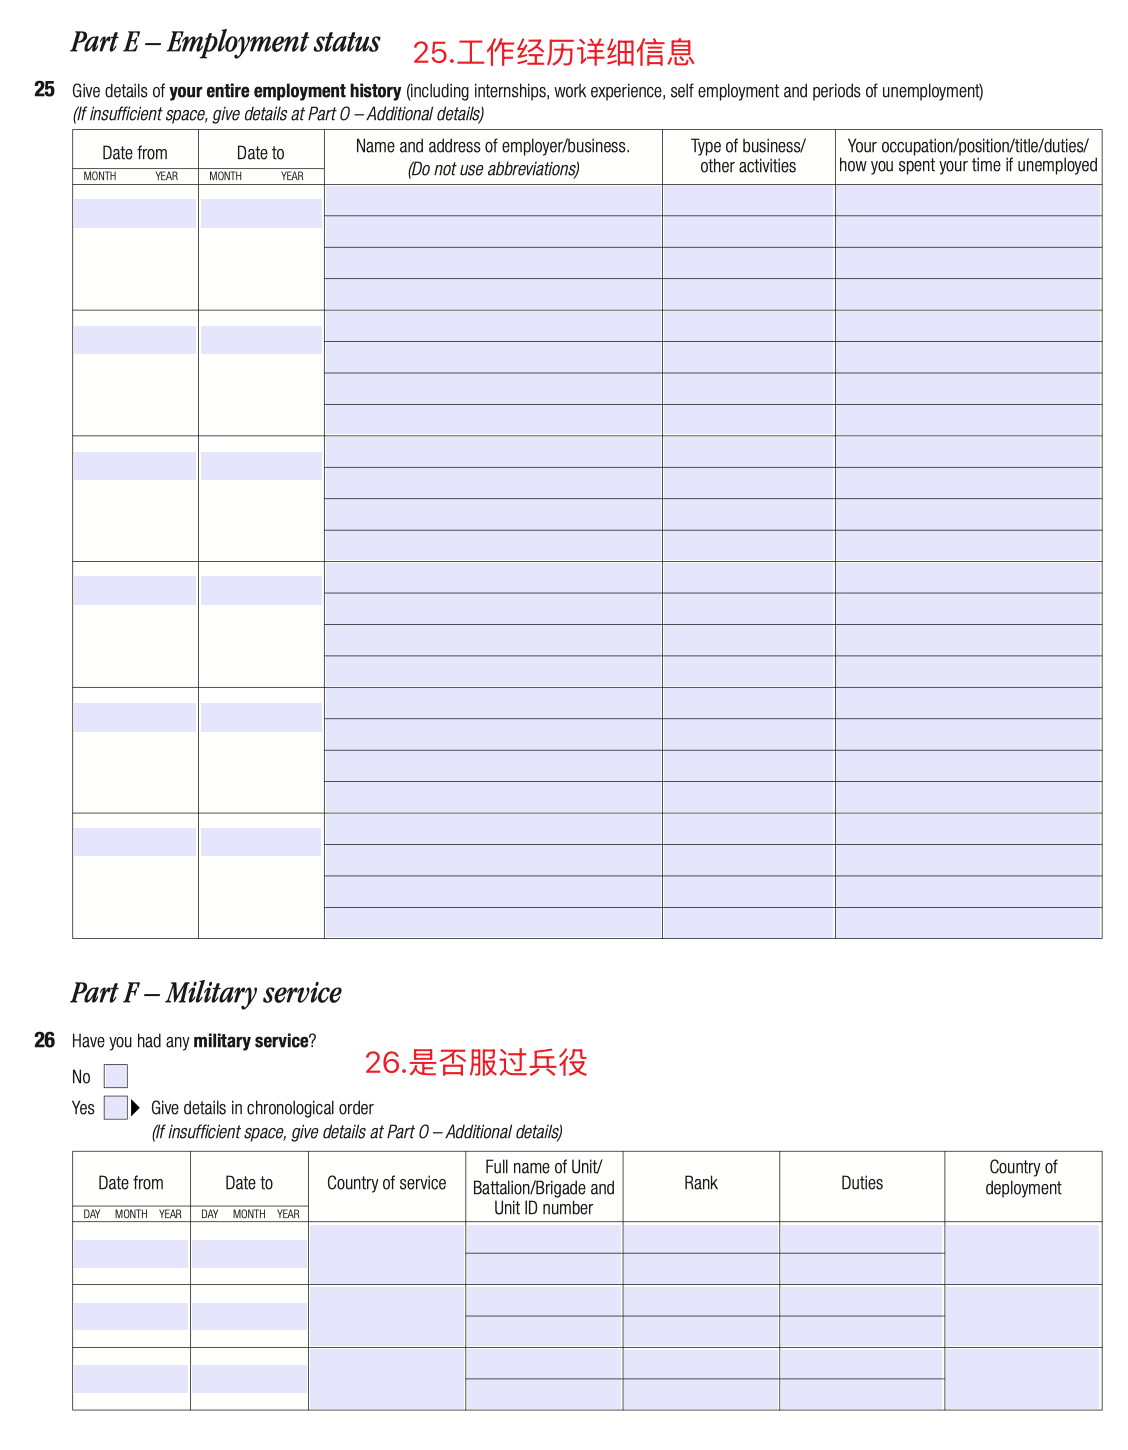 Part E – Employment status
25.工作经历详细信息
25 Give details of your entire employment history (including internships, work experience, self employment and periods of unemployment)
(If insufficient space, give details at Part O – Additional details)
Date from
Date to
Name and address of employer/business.
(Do not use abbreviations)
Type of business/
other activities
Your occupation/position/title/duties/
how you spent your time if unemployed
MONTH YEAR MONTH YEAR
Part F – Military service
26 Have you had any military service?
26.是否服过兵役
No
Yes Give details in chronological order
(If insufficient space, give details at Part O – Additional details)
Date from
Date to
Country of service
Full name of Unit/
Battalion/Brigade and
Unit ID number
Rank
Duties
Country of
deployment
DAY MONTH YEAR DAY MONTH YEAR